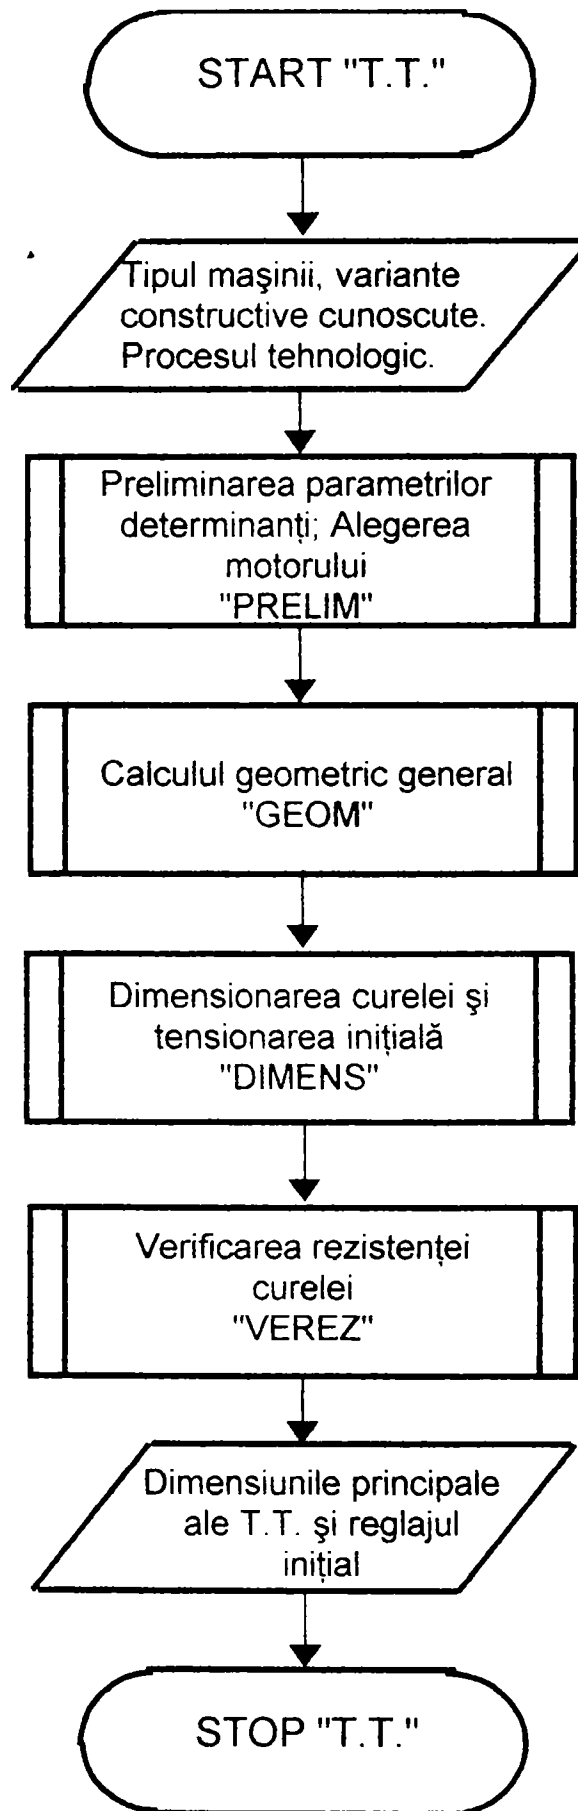 START "T.T."
Tipul maşinii, variante
constructive cunoscute.
Procesul tehnologic.
Preliminarea parametrilor
determinanţi; Alegerea
motorului
"PRELIM"
Calculul geometric general
"GEOM"
Dimensionarea curelei şi
tensionarea iniţială
"DIMENS"
Verificarea rezistenţei
curelei
"VEREZ"
Dimensiunile principale
ale T.T. şi reglajul
iniţial
STOP "T.T."